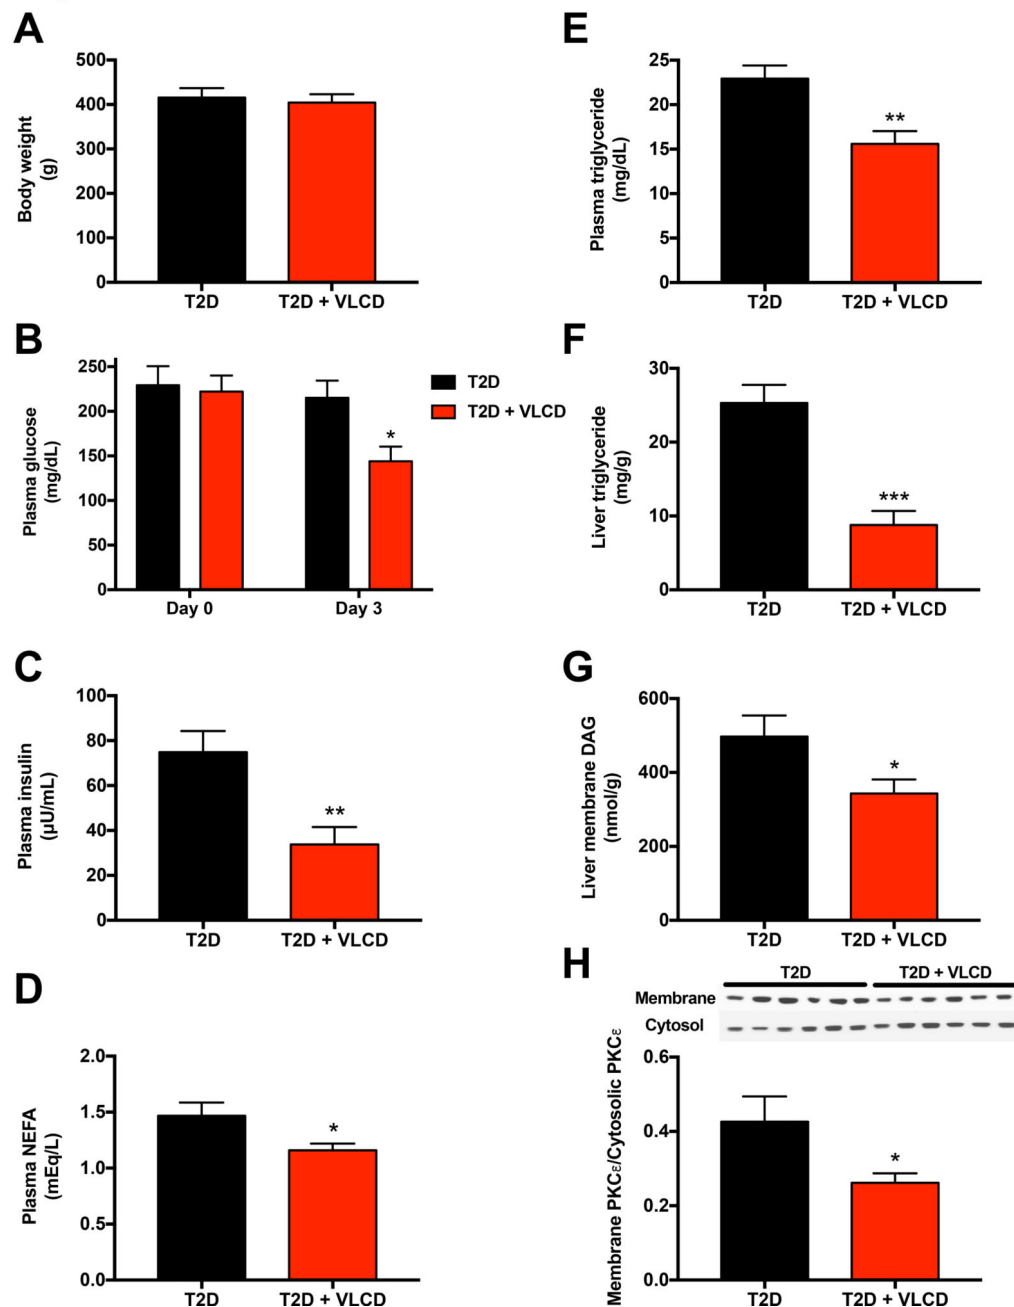 A
Body weight
(g)
500
400
300
200
100
0
T2D
T2D + VLCD
B
Plasma glucose
(mg/dL)
250
200
150
100
50
0
*
Day 0
Day 3
T2D
T2D + VLCD
C
Plasma insulin
(µU/mL)
100
80
60
40
20
0
**
T2D
T2D + VLCD
D
Plasma NEFA
(mEq/L)
2.0
1.5
1.0
0.5
0.0
*
T2D
T2D + VLCD
E
Plasma triglyceride
(mg/dL)
25
20
15
10
5
0
**
T2D
T2D + VLCD
F
Liver triglyceride
(mg/g)
30
20
10
0
***
T2D
T2D + VLCD
G
Liver membrane DAG
(nmol/g)
600
400
200
0
*
T2D
T2D + VLCD
H
T2D
T2D + VLCD
Membrane
Cytosol
Membrane PKCε/Cytosolic PKCε
0.6
0.4
0.2
0.0
*
T2D
T2D + VLCD